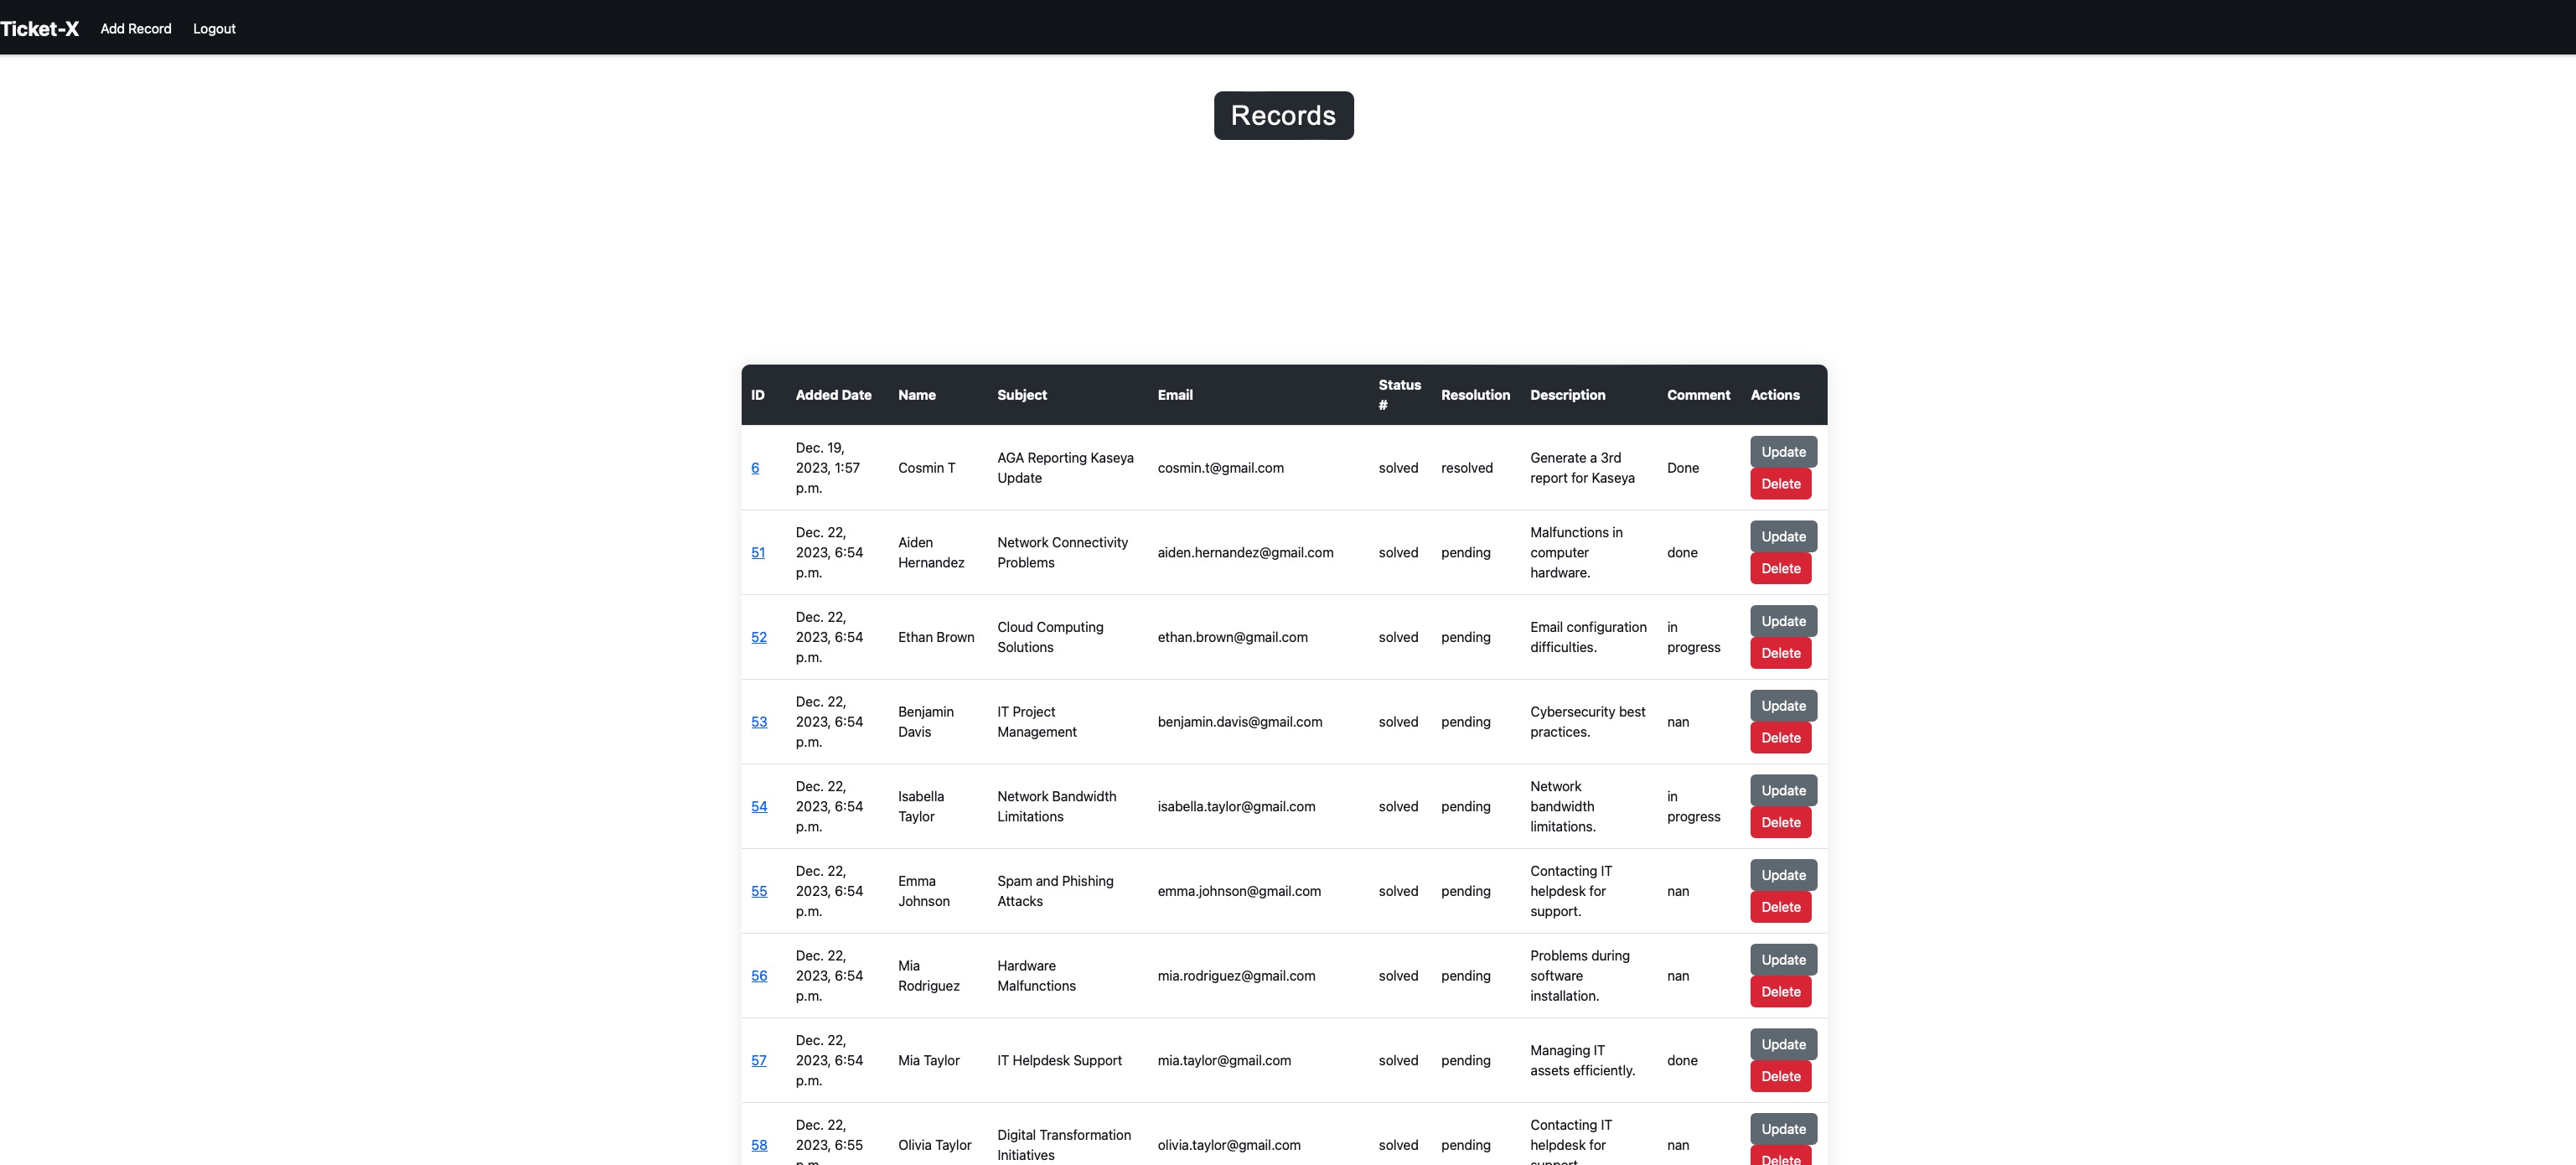 Ticket-X Add Record Logout
Records
ID Added Date Name Subject Email Status # Resolution Description Comment Actions
6 Dec. 19, 2023, 1:57 p.m. Cosmin T AGA Reporting Kaseya Update cosmin.t@gmail.com solved resolved Generate a 3rd report for Kaseya Done Update Delete
51 Dec. 22, 2023, 6:54 p.m. Aiden Hernandez Network Connectivity Problems aiden.hernandez@gmail.com solved pending Malfunctions in computer hardware. done Update Delete
52 Dec. 22, 2023, 6:54 p.m. Ethan Brown Cloud Computing Solutions ethan.brown@gmail.com solved pending Email configuration difficulties. in progress Update Delete
53 Dec. 22, 2023, 6:54 p.m. Benjamin Davis IT Project Management benjamin.davis@gmail.com solved pending Cybersecurity best practices. nan Update Delete
54 Dec. 22, 2023, 6:54 p.m. Isabella Taylor Network Bandwidth Limitations isabella.taylor@gmail.com solved pending Network bandwidth limitations. in progress Update Delete
55 Dec. 22, 2023, 6:54 p.m. Emma Johnson Spam and Phishing Attacks emma.johnson@gmail.com solved pending Contacting IT helpdesk for support. nan Update Delete
56 Dec. 22, 2023, 6:54 p.m. Mia Rodriguez Hardware Malfunctions mia.rodriguez@gmail.com solved pending Problems during software installation. nan Update Delete
57 Dec. 22, 2023, 6:54 p.m. Mia Taylor IT Helpdesk Support mia.taylor@gmail.com solved pending Managing IT assets efficiently. done Update Delete
58 Dec. 22, 2023, 6:55 Olivia Taylor Digital Transformation Initiatives olivia.taylor@gmail.com solved pending Contacting IT helpdesk for nan Update Delete